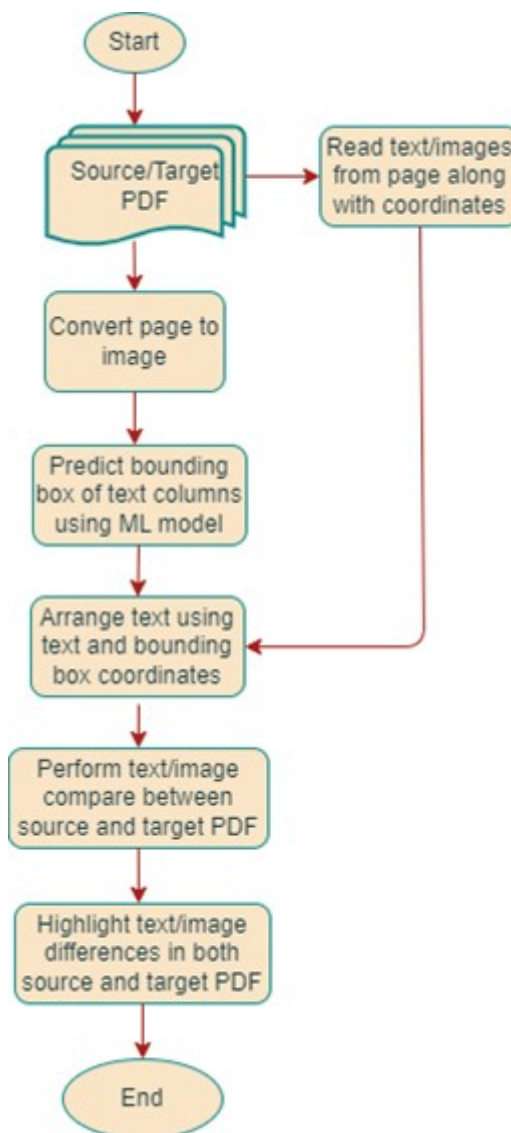 Start
Source/Target
PDF
Read text/images
from page along
with coordinates
Convert page to
image
Predict bounding
box of text columns
using ML model
Arrange text using
text and bounding
box coordinates
Perform text/image
compare between
source and target PDF
Highlight text/image
differences in both
source and target PDF
End